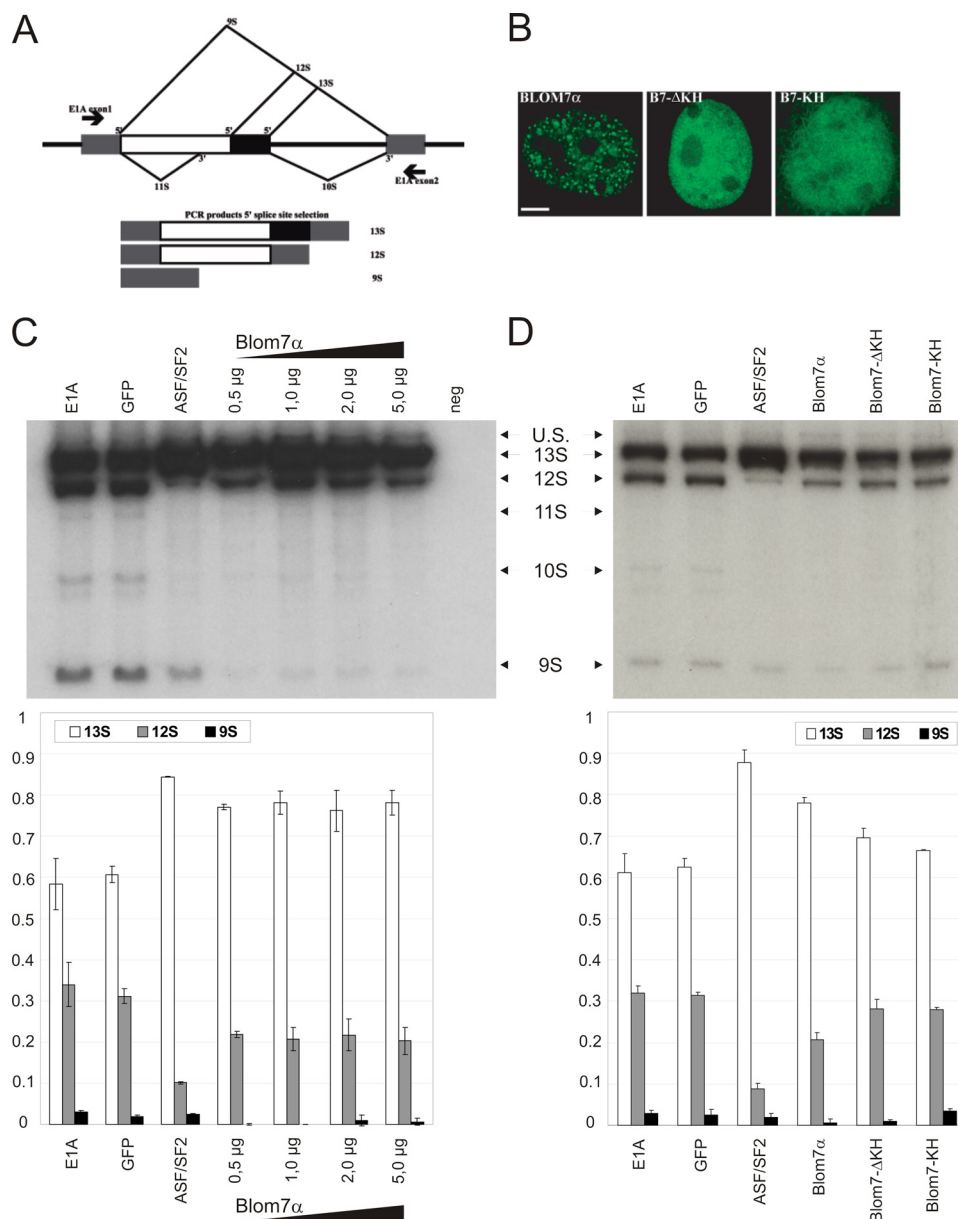 A
9S
12S
13S
E1A exon1
5'
5'
5'
3'
3'
11S
10S
E1A exon2
PCR products 5' splice site selection
13S
12S
9S
B
BLOM7α
B7-ΔKH
B7-KH
C
Blom7α
E1A
GFP
ASF/SF2
0,5 µg
1,0 µg
2,0 µg
5,0 µg
neg
U.S.
13S
12S
11S
10S
9S
1
0.9
0.8
0.7
0.6
0.5
0.4
0.3
0.2
0.1
0
13S 12S 9S
E1A
GFP
ASF/SF2
0,5 µg
1,0 µg
2,0 µg
5,0 µg
Blom7α
D
E1A
GFP
ASF/SF2
Blom7α
Blom7-ΔKH
Blom7-KH
1
0.9
0.8
0.7
0.6
0.5
0.4
0.3
0.2
0.1
0
13S 12S 9S
E1A
GFP
ASF/SF2
Blom7α
Blom7-ΔKH
Blom7-KH